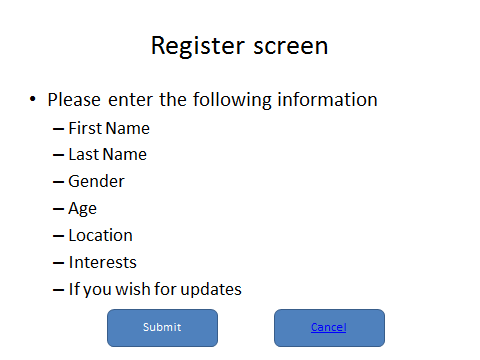 Register screen
• Please enter the following information
– First Name
– Last Name
– Gender
– Age
– Location
– Interests
– If you wish for updates
Submit Cancel